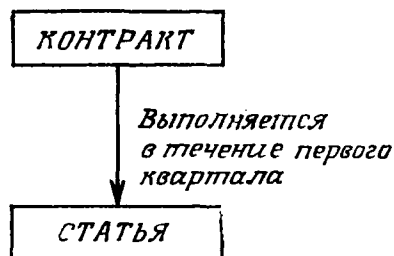 КОНТРАКТ
Выполняется
в течение первого
квартала
СТАТЬЯ